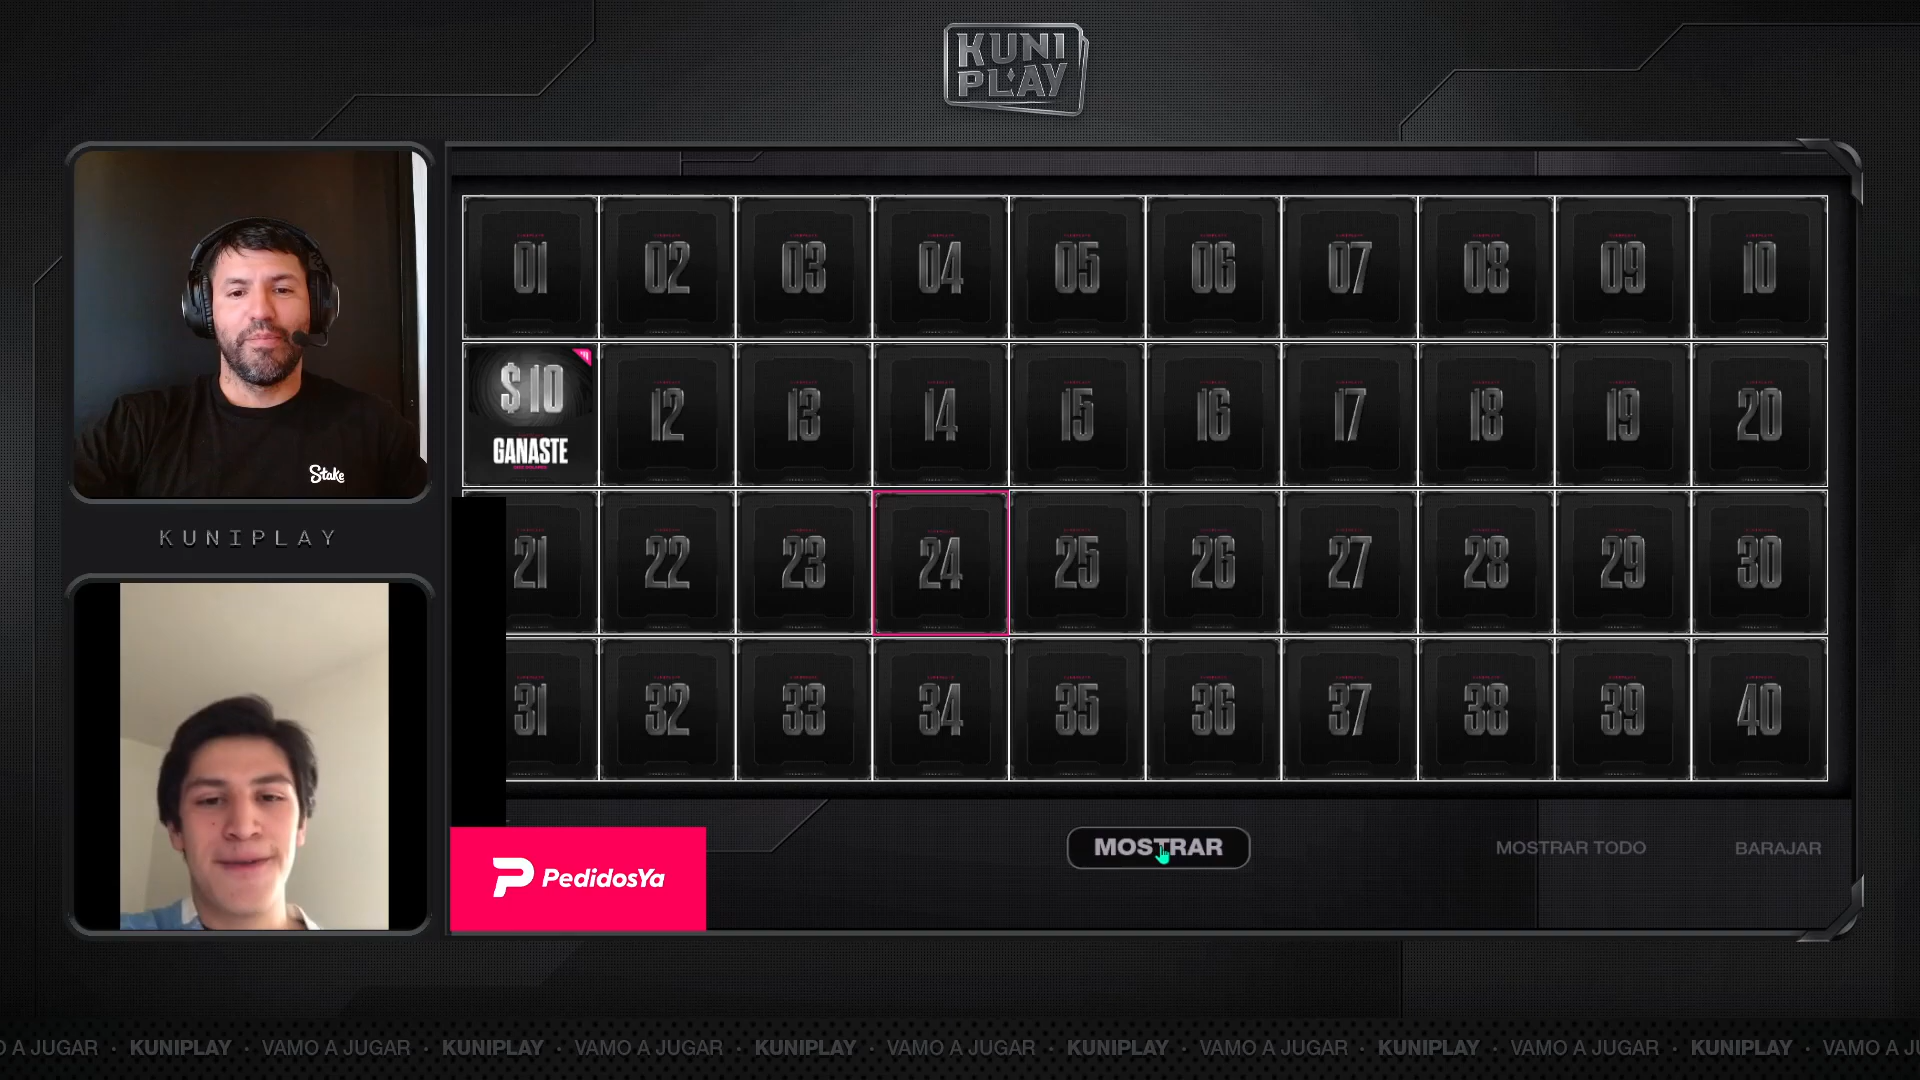 KUNI
PLAY
01 02 03 04 05 06 07 08 09 10
$10
GANASTE
12 13 14 15 16 17 18 19 20
21 22 23 24 25 26 27 28 29 30
31 32 33 34 35 36 37 38 39 40
Stake
KUNIPLAY
PedidosYa
MOSTRAR
MOSTRAR TODO
BARAJAR
O A JUGAR · KUNIPLAY · VAMO A JUGAR · KUNIPLAY · VAMO A JUGAR · KUNIPLAY · VAMO A JUGAR · KUNIPLAY · VAMO A JUGAR · KUNIPLAY · VAMO A JUGAR · KUNIPLAY · VAMO A JU